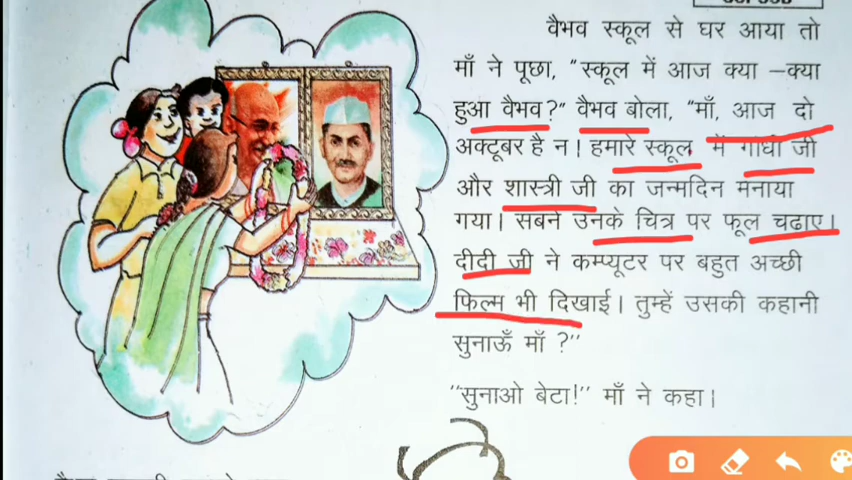 वैभव स्कूल से घर आया तो
माँ ने पूछा, "स्कूल में आज क्या –क्या
हुआ वैभव?" वैभव बोला, "माँ, आज दो
अक्टूबर है न। हमारे स्कूल में गाँधी जी
और शास्त्री जी का जन्मदिन मनाया
गया। सबने उनके चित्र पर फूल चढाए।
दीदी जी ने कम्प्यूटर पर बहुत अच्छी
फिल्म भी दिखाई। तुम्हें उसकी कहानी
सुनाऊँ माँ ?"
"सुनाओ बेटा!" माँ ने कहा।